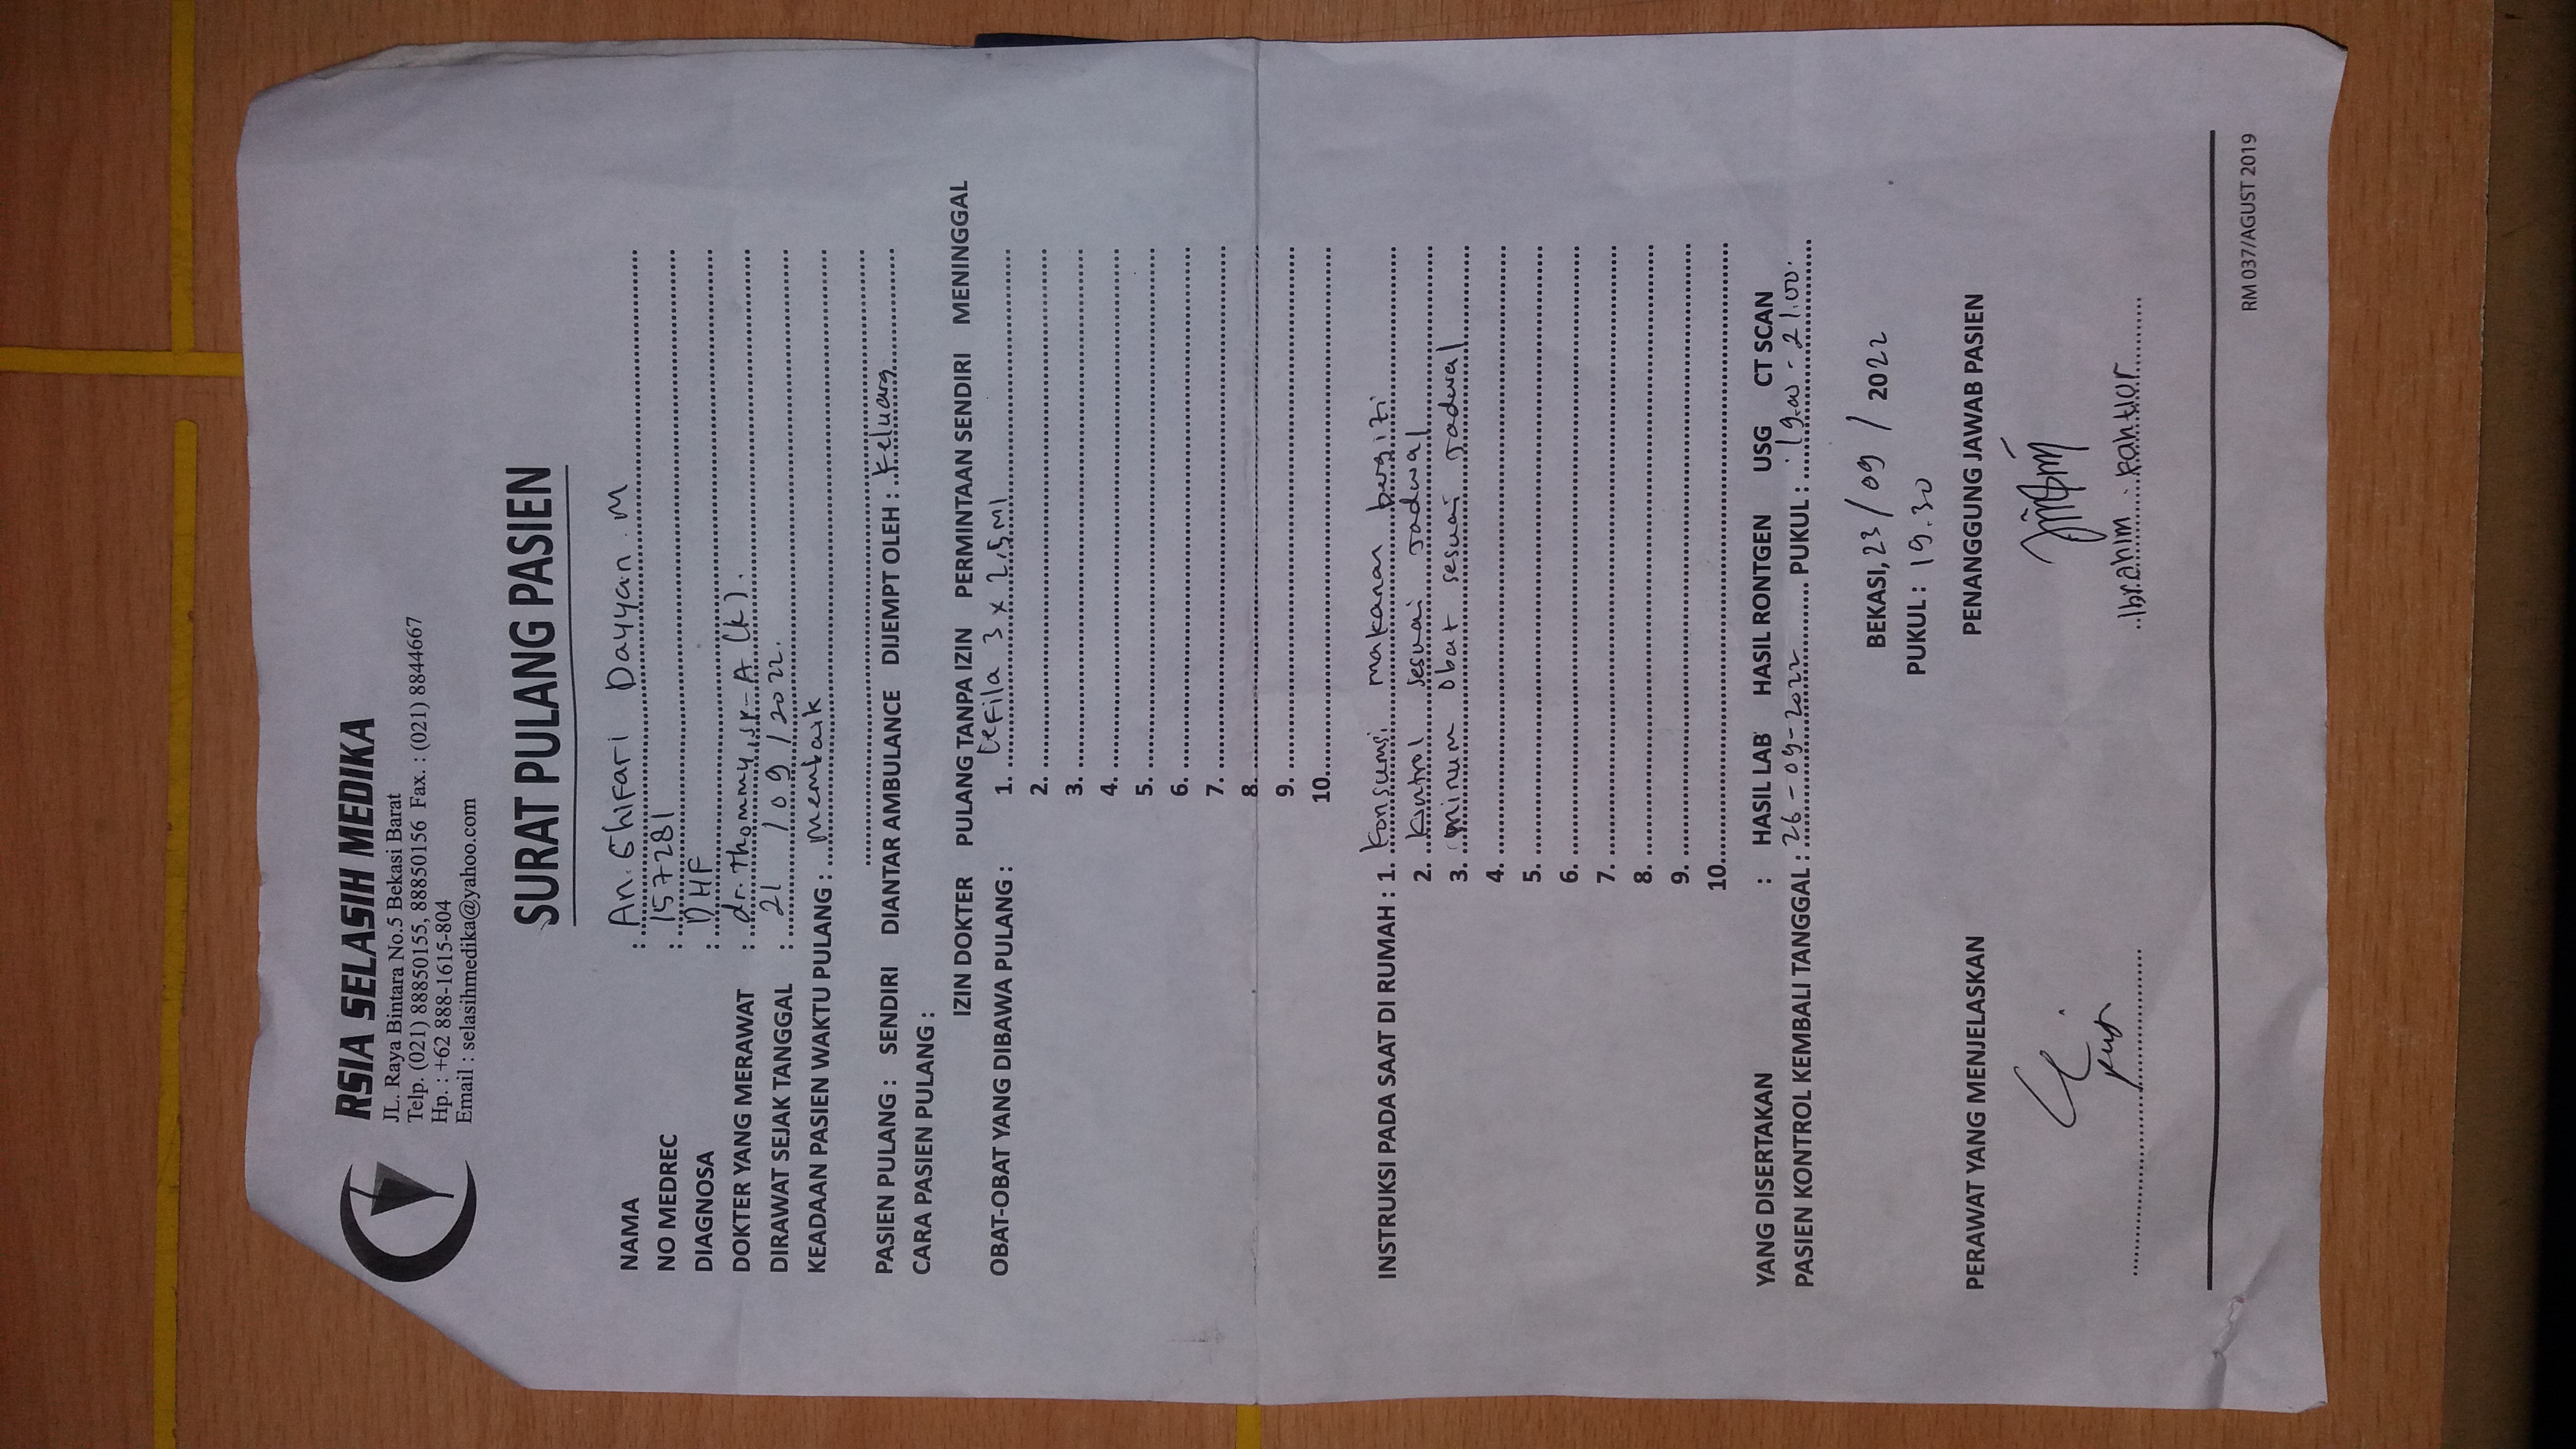 RSIA SELASIH MEDIKA
JL. Raya Bintara No.5 Bekasi Barat
Telp. (021) 88850155, 88850156 Fax. : (021) 8844667
Hp. : +62 888-1615-804
Email : selasihmedika@yahoo.com
SURAT PULANG PASIEN
NAMA : An. Ghifari Dayyan. M
NO MEDREC : 157281
DIAGNOSA : DHF
DOKTER YANG MERAWAT : dr. Thommy, Sp-A (K).
DIRAWAT SEJAK TANGGAL : 21 / 09 / 2022.
KEADAAN PASIEN WAKTU PULANG : membaik
PASIEN PULANG : SENDIRI DIANTAR AMBULANCE DIJEMPT OLEH : Keluarg
CARA PASIEN PULANG :
IZIN DOKTER PULANG TANPA IZIN PERMINTAAN SENDIRI MENINGGAL
OBAT-OBAT YANG DIBAWA PULANG : 1. Cefila 3 x 2,5 ml
2.
3.
4.
5.
6.
7.
8.
9.
10.
INSTRUKSI PADA SAAT DI RUMAH : 1. Konsumsi makanan bergizi
2. Kontrol sesuai Jadwal
3. minum obat sesuai Jadwal
4.
5.
6.
7.
8.
9.
10.
YANG DISERTAKAN : HASIL LAB HASIL RONTGEN USG CT SCAN
PASIEN KONTROL KEMBALI TANGGAL : 26 - 09 - 2022 PUKUL : 19.00 - 21.00.
BEKASI, 23 / 09 / 2022
PUKUL : 19.30
PERAWAT YANG MENJELASKAN PENANGGUNG JAWAB PASIEN
Ibrahim
RM 037/AGUST 2019